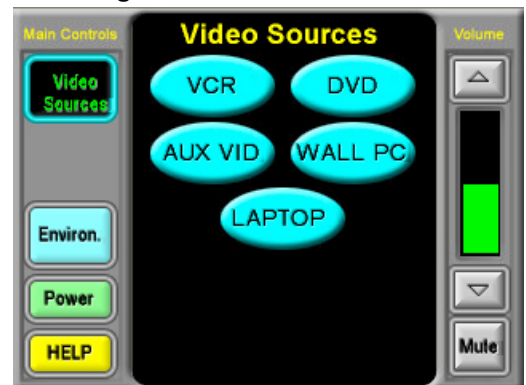 Main Controls
Video Sources
Volume
Video
Sources
VCR
DVD
AUX VID
WALL PC
LAPTOP
Environ.
Power
HELP
Mute